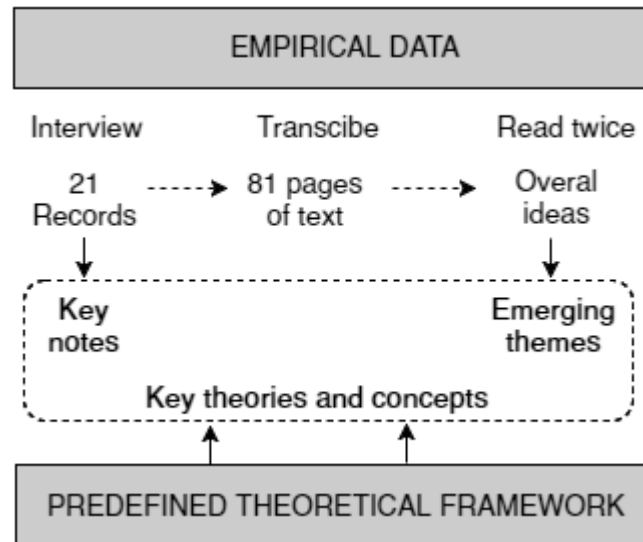 EMPIRICAL DATA
Interview Transcibe Read twice
21 81 pages Overal
Records of text ideas
Key Emerging
notes themes
Key theories and concepts
PREDEFINED THEORETICAL FRAMEWORK